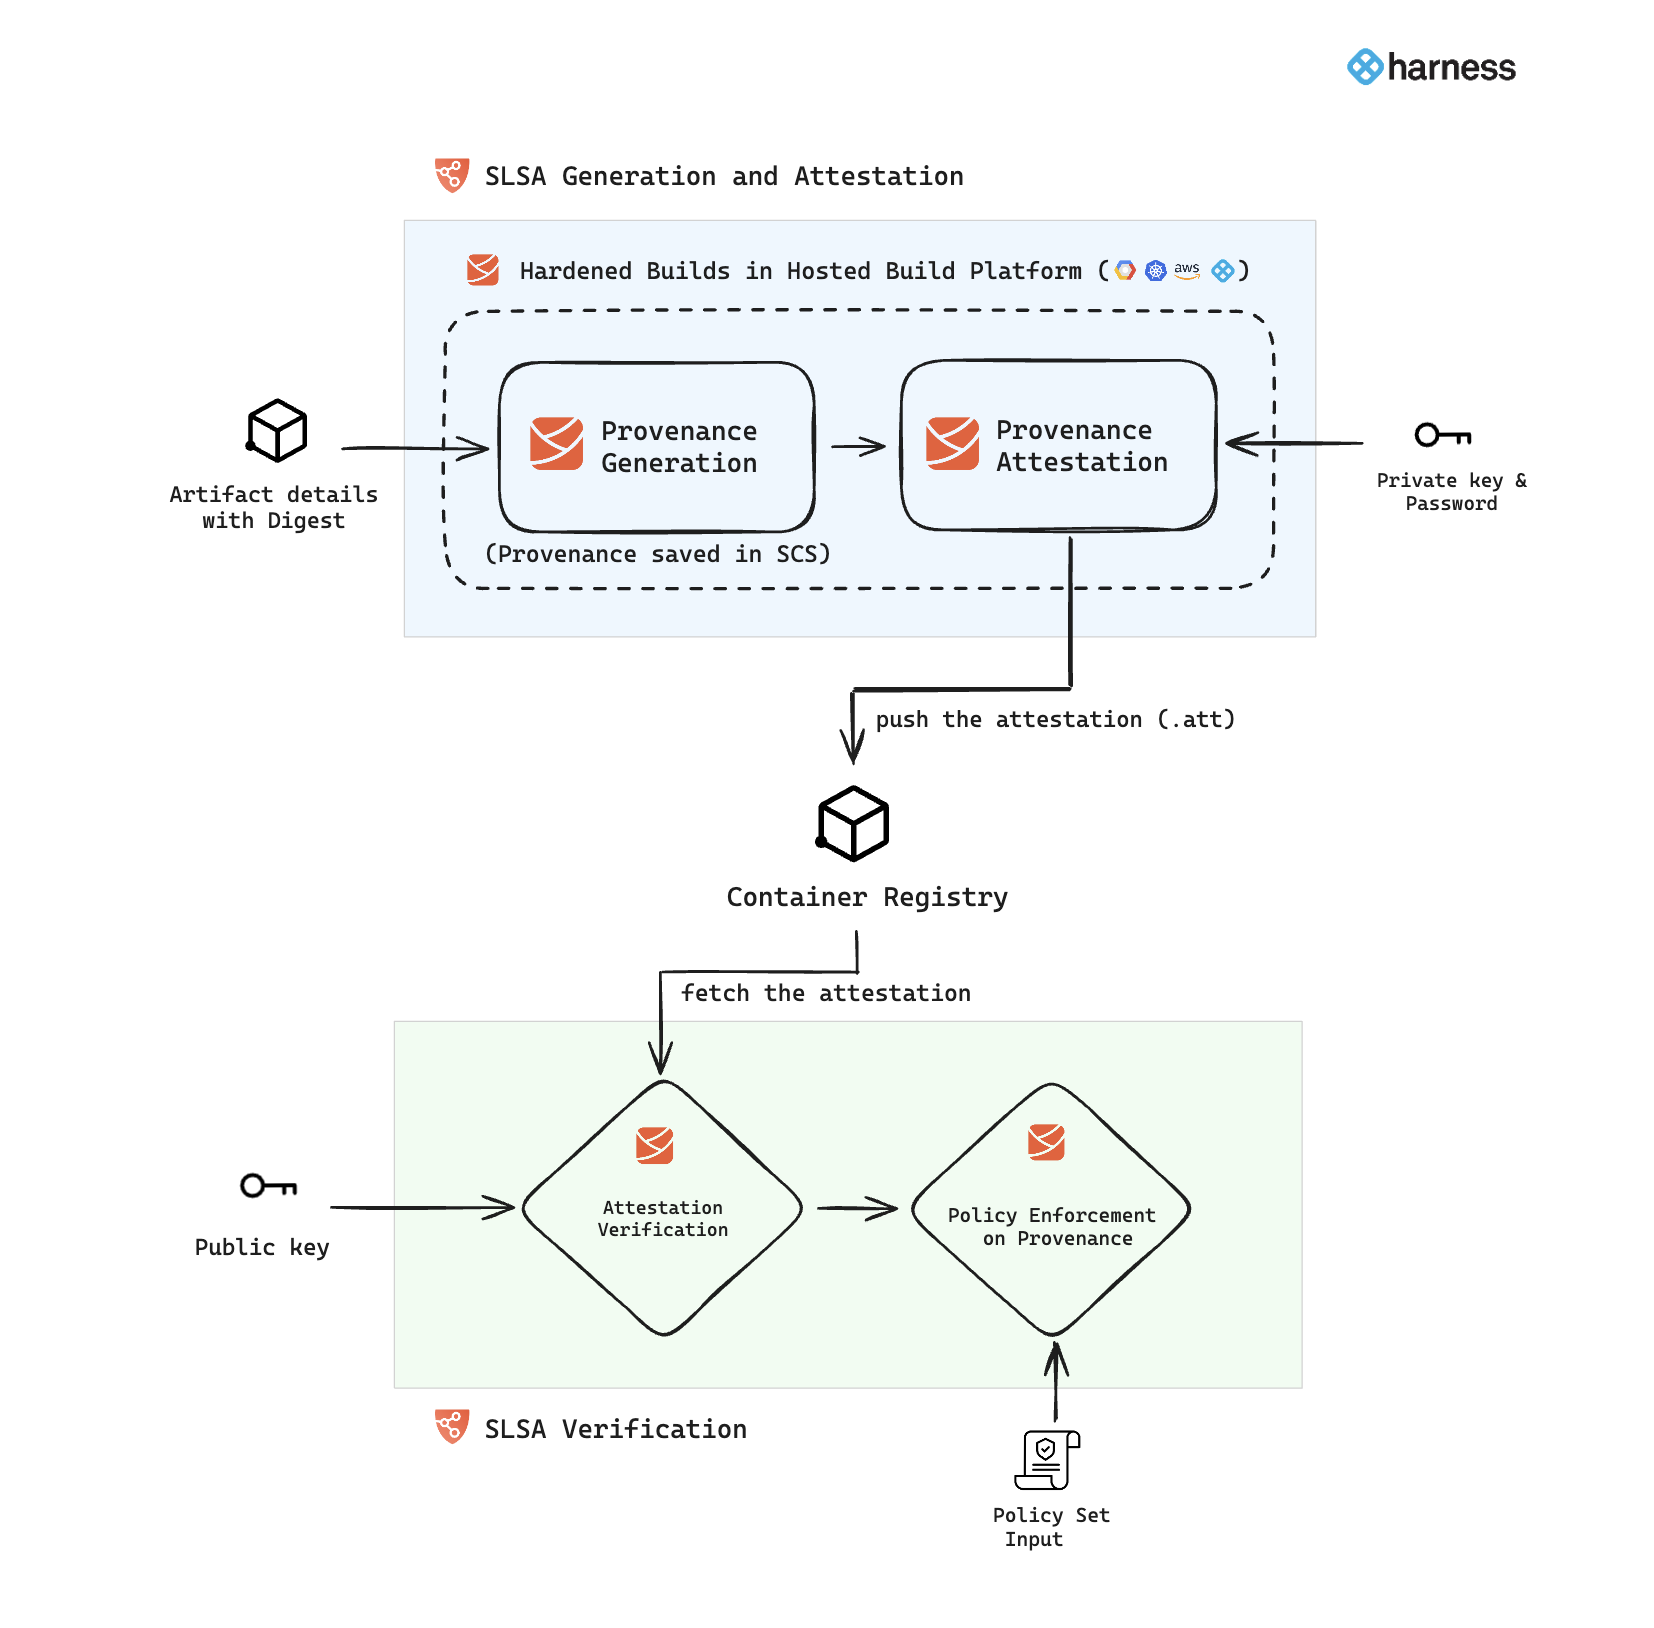 harness
SLSA Generation and Attestation
Hardened Builds in Hosted Build Platform ( aws )
Provenance
Generation
Provenance
Attestation
Artifact details
with Digest
Private key &
Password
(Provenance saved in SCS)
push the attestation (.att)
Container Registry
fetch the attestation
Attestation
Verification
Policy Enforcement
on Provenance
Public key
SLSA Verification
Policy Set
Input